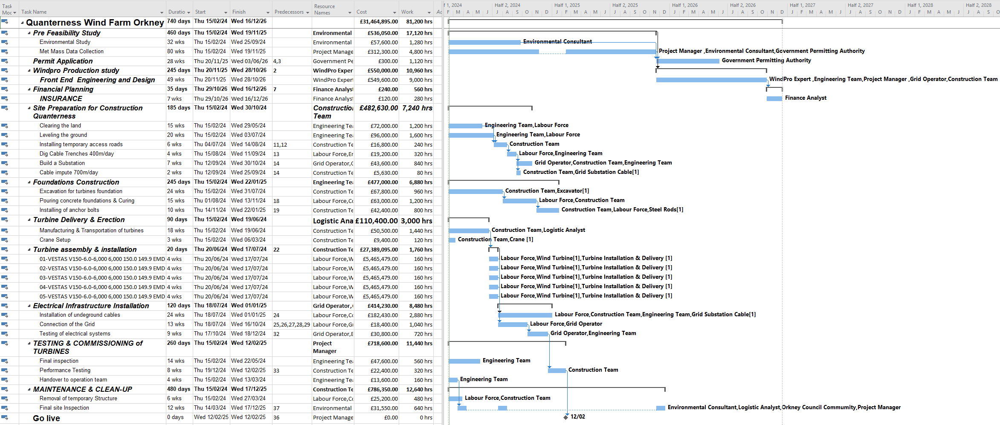 Task Mod Task Name Duratio Start Finish Predecessors Resource Names Cost Work Ac
f 1, 2024 Half 2, 2024 Half 1, 2025 Half 2, 2025 Half 1, 2026 Half 2, 2026 Half 1, 2027 Half 2, 2027 Half 1, 2028 Half 2, 2028
F M A M J J A S O N D J F M A M J J A S O N D J F M A M J J A S O N D J F M A M J J A S O N D J F M A M J J A S O
Quanterness Wind Farm Orkney 740 days Thu 15/02/24 Wed 16/12/26 £31,464,895.00 81,200 hrs
Pre Feasibility Study 460 days Thu 15/02/24 Wed 19/11/25 Environmental £536,050.00 17,120 hrs
Environmental Study 32 wks Thu 15/02/24 Wed 25/09/24 Environmental £57,600.00 1,280 hrs Environmental Consultant
Met Mass Data Collection 80 wks Thu 15/02/24 Wed 19/11/25 Project Manage £312,300.00 4,800 hrs Project Manager ,Environmental Consultant,Government Permitting Authority
Permit Application 28 wks Thu 20/11/25 Wed 03/06/26 4,3 Government Pe £300.00 1,120 hrs Government Permitting Authority
Windpro Production study 245 days Thu 20/11/25 Wed 28/10/26 2 WindPro Exper £550,000.00 10,960 hrs
Front End Engineering and Design 49 wks Thu 20/11/25 Wed 28/10/26 WindPro Expert £549,600.00 9,000 hrs WindPro Expert ,Engineering Team,Project Manager ,Grid Operator,Construction Team
Financial Planning 35 days Thu 29/10/26 Wed 16/12/26 7 Finance Analyst £240.00 560 hrs
INSURANCE 7 wks Thu 29/10/26 Wed 16/12/26 Finance Analyst £120.00 280 hrs Finance Analyst
Site Preparation for Construction 185 days Thu 15/02/24 Wed 30/10/24 Construction £482,630.00 7,240 hrs
Quanterness Team
Clearing the land 15 wks Thu 15/02/24 Wed 29/05/24 Engineering Tea £72,000.00 1,200 hrs Engineering Team,Labour Force
Leveling the ground 20 wks Thu 15/02/24 Wed 03/07/24 Engineering Tea £96,000.00 1,600 hrs Engineering Team,Labour Force
Installing temporary access roads 6 wks Thu 04/07/24 Wed 14/08/24 11,12 Construction Te £16,800.00 240 hrs Construction Team
Dig Cable Trenches 400m/day 4 wks Thu 15/08/24 Wed 11/09/24 13 Labour Force,Er £19,200.00 320 hrs Labour Force,Engineering Team
Build a Substation 7 wks Thu 12/09/24 Wed 30/10/24 14 Grid Operator,C £43,600.00 840 hrs Grid Operator,Construction Team,Engineering Team
Cable impute 700m/day 2 wks Thu 12/09/24 Wed 25/09/24 14 Construction Te £5,630.00 80 hrs Construction Team,Grid Substation Cable[1]
Foundations Construction 245 days Thu 15/02/24 Wed 22/01/25 Engineering Tea £477,000.00 6,880 hrs
Excavation for turbines foundation 24 wks Thu 15/02/24 Wed 31/07/24 Construction Te £67,800.00 960 hrs Construction Team,Excavator[1]
Pouring concrete foundations & Curing 15 wks Thu 01/08/24 Wed 13/11/24 18 Labour Force,Co £63,000.00 1,200 hrs Labour Force,Construction Team
Installing of anchor bolts 10 wks Thu 14/11/24 Wed 22/01/25 19 Construction Te £42,400.00 800 hrs Construction Team,Labour Force,Steel Rods[1]
Turbine Delivery & Erection 90 days Thu 15/02/24 Wed 19/06/24 Logistic Ana £110,400.00 3,000 hrs
Manufacturing & Transportation of turbines 18 wks Thu 15/02/24 Wed 19/06/24 Construction Te £50,500.00 1,440 hrs Construction Team,Logistic Analyst
Crane Setup 3 wks Thu 15/02/24 Wed 06/03/24 Construction Te £9,400.00 120 hrs Construction Team,Crane [1]
Turbine assembly & installation 20 days Thu 20/06/24 Wed 17/07/24 22 Construction Te £27,389,095.00 1,760 hrs
01-VESTAS V150-6.0-6,000 6,000 150.0 149.9 EMD 4 wks Thu 20/06/24 Wed 17/07/24 Labour Force,W £5,465,479.00 160 hrs Labour Force,Wind Turbine[1],Turbine Installation & Delivery [1]
02-VESTAS V150-6.0-6,000 6,000 150.0 149.9 EMD 4 wks Thu 20/06/24 Wed 17/07/24 Labour Force,W £5,465,479.00 160 hrs Labour Force,Wind Turbine[1],Turbine Installation & Delivery [1]
03-VESTAS V150-6.0-6,000 6,000 150.0 149.9 EMD 4 wks Thu 20/06/24 Wed 17/07/24 Labour Force,W £5,465,479.00 160 hrs Labour Force,Wind Turbine[1],Turbine Installation & Delivery [1]
04-VESTAS V150-6.0-6,000 6,000 150.0 149.9 EMD 4 wks Thu 20/06/24 Wed 17/07/24 Labour Force,W £5,465,479.00 160 hrs Labour Force,Wind Turbine[1],Turbine Installation & Delivery [1]
05-VESTAS V150-6.0-6,000 6,000 150.0 149.9 EMD 4 wks Thu 20/06/24 Wed 17/07/24 Labour Force,W £5,465,479.00 160 hrs Labour Force,Wind Turbine[1],Turbine Installation & Delivery [1]
Electrical Infrastructure Installation 120 days Thu 18/07/24 Wed 01/01/25 Grid Operator,( £414,230.00 8,480 hrs
Installation of undeground cables 24 wks Thu 18/07/24 Wed 01/01/25 24 Labour Force,Co £182,430.00 2,880 hrs Labour Force,Construction Team,Engineering Team,Grid Substation Cable[1]
Connection of the Grid 13 wks Thu 18/07/24 Wed 16/10/24 25,26,27,28,29 Labour Force,Gr £18,400.00 1,040 hrs Labour Force,Grid Operator
Testing of electrical systems 9 wks Thu 17/10/24 Wed 18/12/24 32 Grid Operator,E £30,800.00 720 hrs Grid Operator,Engineering Team
TESTING & COMMISSIONING of 260 days Thu 15/02/24 Wed 12/02/25 Project £718,600.00 11,440 hrs
TURBINES Manager
Final inspection 14 wks Thu 15/02/24 Wed 22/05/24 Engineering Tea £47,600.00 560 hrs Engineering Team
Performance Testing 8 wks Thu 19/12/24 Wed 12/02/25 33 Construction Te £22,400.00 320 hrs Construction Team
Handover to operation team 4 wks Thu 15/02/24 Wed 13/03/24 Engineering Tea £13,600.00 160 hrs Engineering Team
MAINTENANCE & CLEAN-UP 480 days Thu 15/02/24 Wed 17/12/25 Construction Te £786,350.00 12,640 hrs
Removal of temporary Structure 6 wks Thu 15/02/24 Wed 27/03/24 Labour Force,Co £25,200.00 480 hrs Labour Force,Construction Team
Final site Inspection 12 wks Thu 14/03/24 Wed 17/12/25 37 Environmental £31,550.00 640 hrs Environmental Consultant,Logistic Analyst,Orkney Council Commumity,Project Manager
Go live 0 days Wed 12/02/25 Wed 12/02/25 36 Project Manage £0.00 0 hrs 12/02